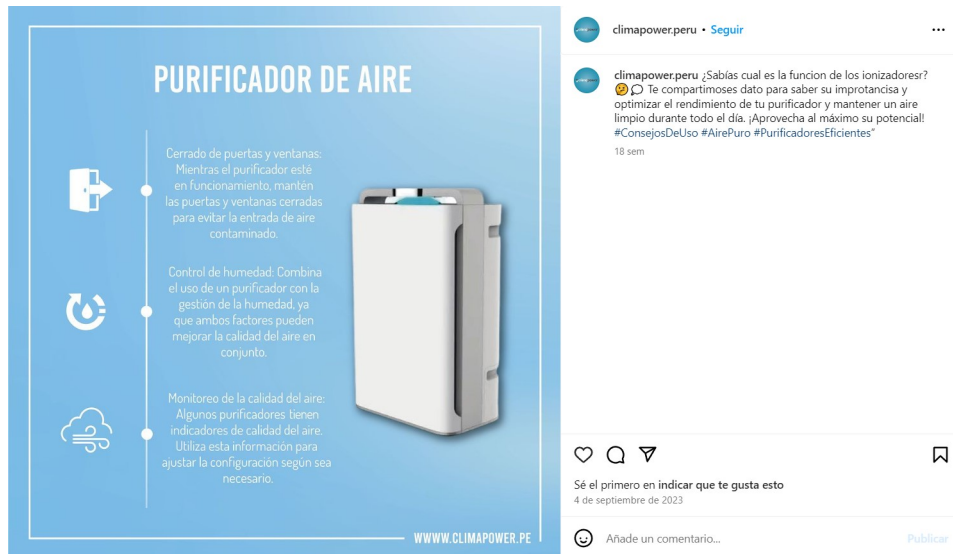 PURIFICADOR DE AIRE
Cerrado de puertas y ventanas:
Mientras el purificador esté
en funcionamiento, mantén
las puertas y ventanas cerradas
para evitar la entrada de aire
contaminado.
Control de humedad: Combina
el uso de un purificador con la
gestión de la humedad, ya
que ambos factores pueden
mejorar la calidad del aire en
conjunto.
Monitoreo de la calidad del aire:
Algunos purificadores tienen
indicadores de calidad del aire.
Utiliza esta información para
ajustar la configuración según sea
necesario.
WWWW.CLIMAPOWER.PE
climapower.peru • Seguir
climapower.peru ¿Sabías cual es la funcion de los ionizadoresr?
🤔💭 Te compartimoses dato para saber su improtancisa y
optimizar el rendimiento de tu purificador y mantener un aire
limpio durante todo el día. ¡Aprovecha al máximo su potencial!
#ConsejosDeUso #AirePuro #PurificadoresEficientes"
18 sem
Sé el primero en indicar que te gusta esto
4 de septiembre de 2023
Añade un comentario...
Publicar